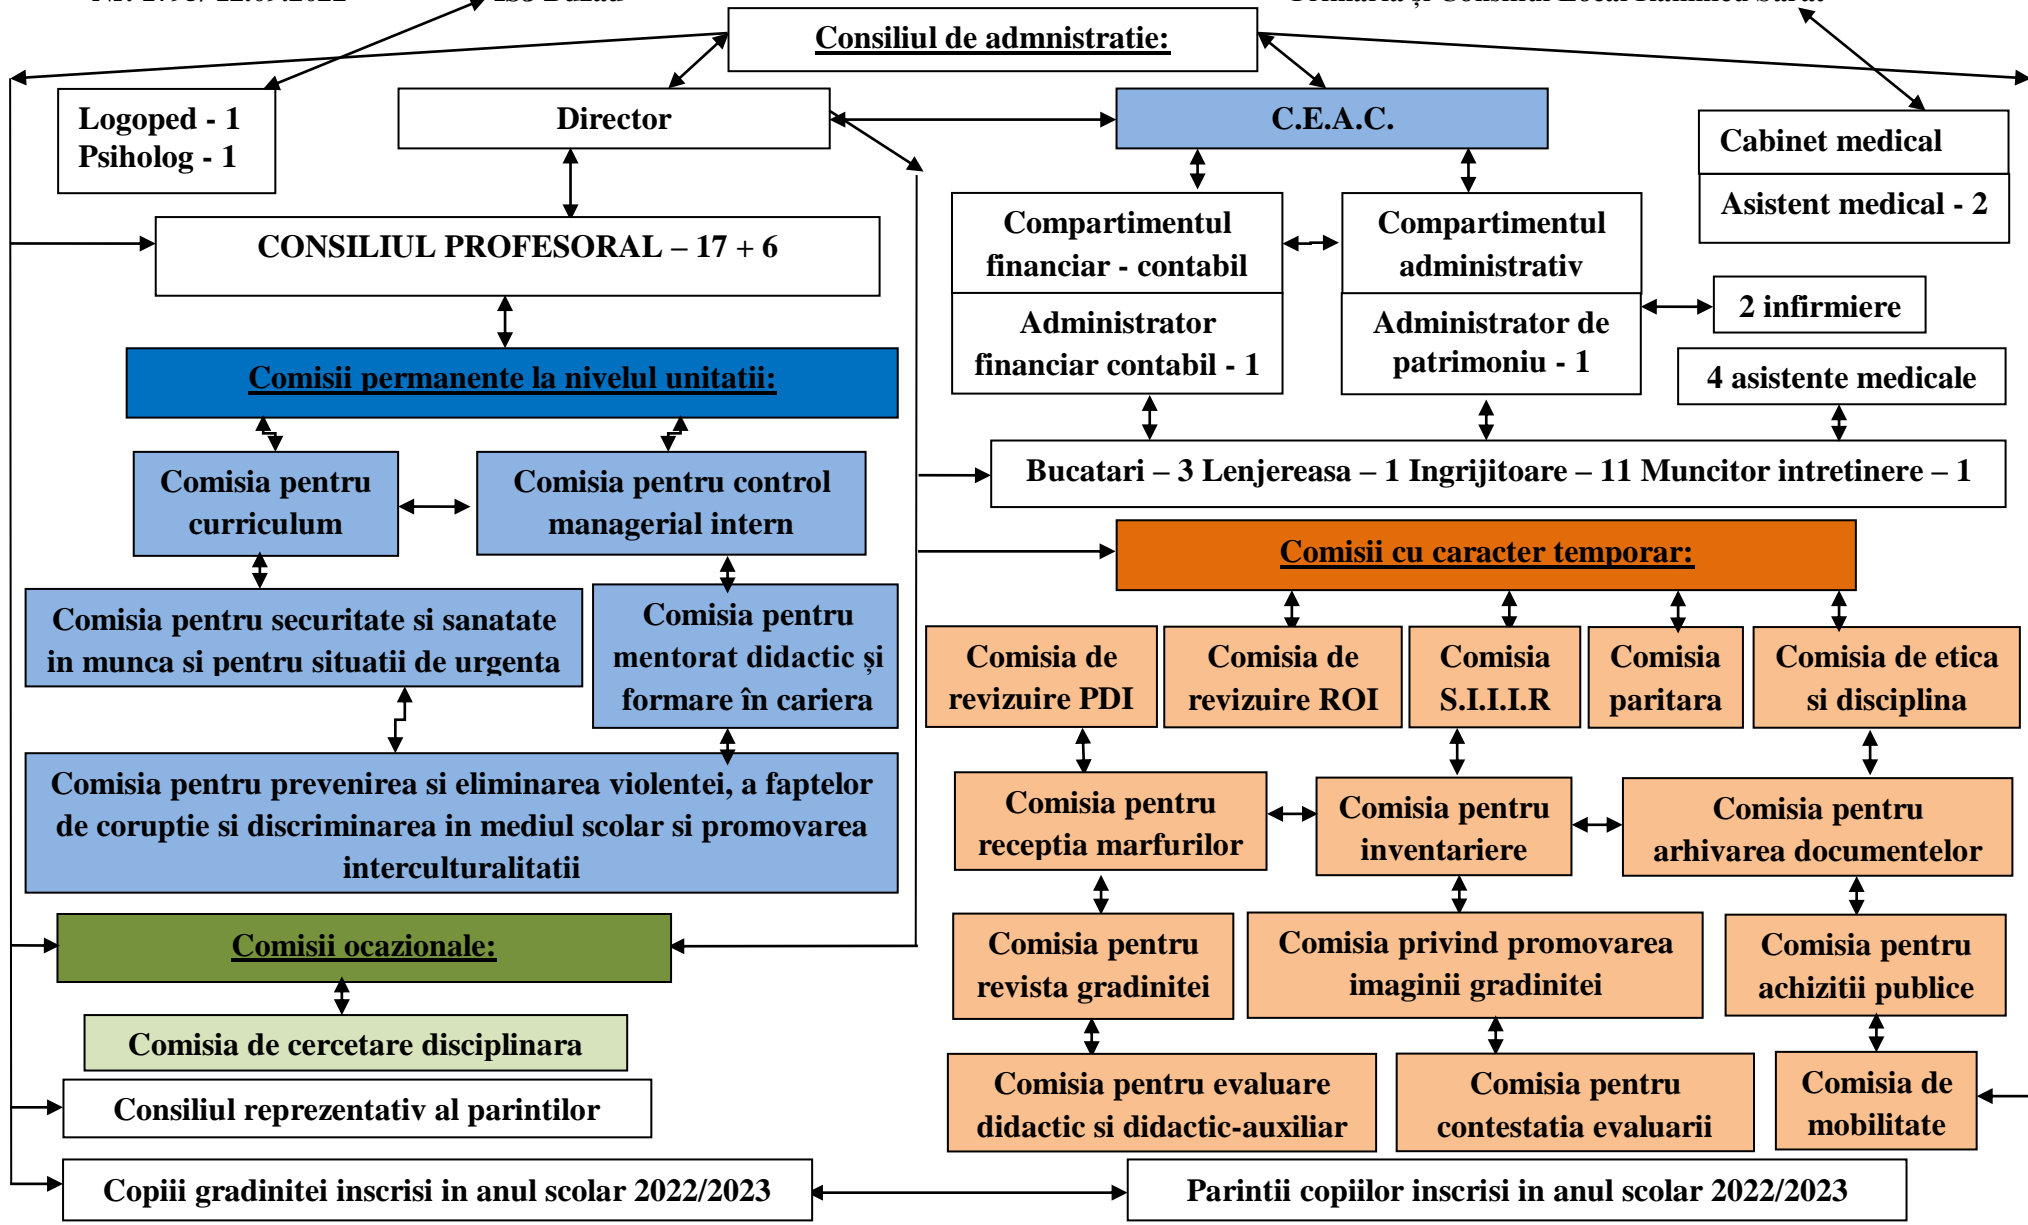 Consiliul de admnistratie:
Logoped - 1
Psiholog - 1
Director
C.E.A.C.
Cabinet medical
Asistent medical - 2
CONSILIUL PROFESORAL – 17 + 6
Compartimentul
financiar - contabil
Administrator
financiar contabil - 1
Compartimentul
administrativ
Administrator de
patrimoniu - 1
2 infirmiere
4 asistente medicale
Comisii permanente la nivelul unitatii:
Comisia pentru
curriculum
Comisia pentru control
managerial intern
Bucatari – 3 Lenjereasa – 1 Ingrijitoare – 11 Muncitor intretinere – 1
Comisia pentru securitate si sanatate
in munca si pentru situatii de urgenta
Comisia pentru
mentorat didactic și
formare în cariera
Comisia pentru prevenirea si eliminarea violentei, a faptelor
de coruptie si discriminarea in mediul scolar si promovarea
interculturalitatii
Comisii cu caracter temporar:
Comisia de
revizuire PDI
Comisia de
revizuire ROI
Comisia
S.I.I.I.R
Comisia
paritara
Comisia de etica
si disciplina
Comisia pentru
receptia marfurilor
Comisia pentru
inventariere
Comisia pentru
arhivarea documentelor
Comisia pentru
revista gradinitei
Comisia privind promovarea
imaginii gradinitei
Comisia pentru
achizitii publice
Comisia pentru evaluare
didactic si didactic-auxiliar
Comisia pentru
contestatia evaluarii
Comisia de
mobilitate
Comisii ocazionale:
Comisia de cercetare disciplinara
Consiliul reprezentativ al parintilor
Copiii gradinitei inscrisi in anul scolar 2022/2023
Parintii copiilor inscrisi in anul scolar 2022/2023